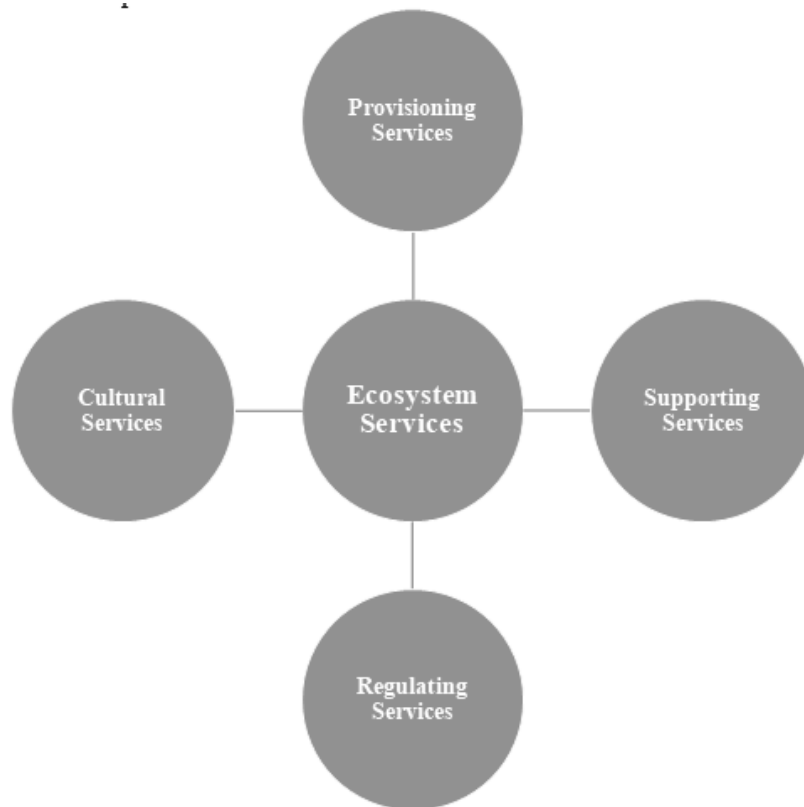 Provisioning
Services
Cultural
Services
Ecosystem
Services
Supporting
Services
Regulating
Services